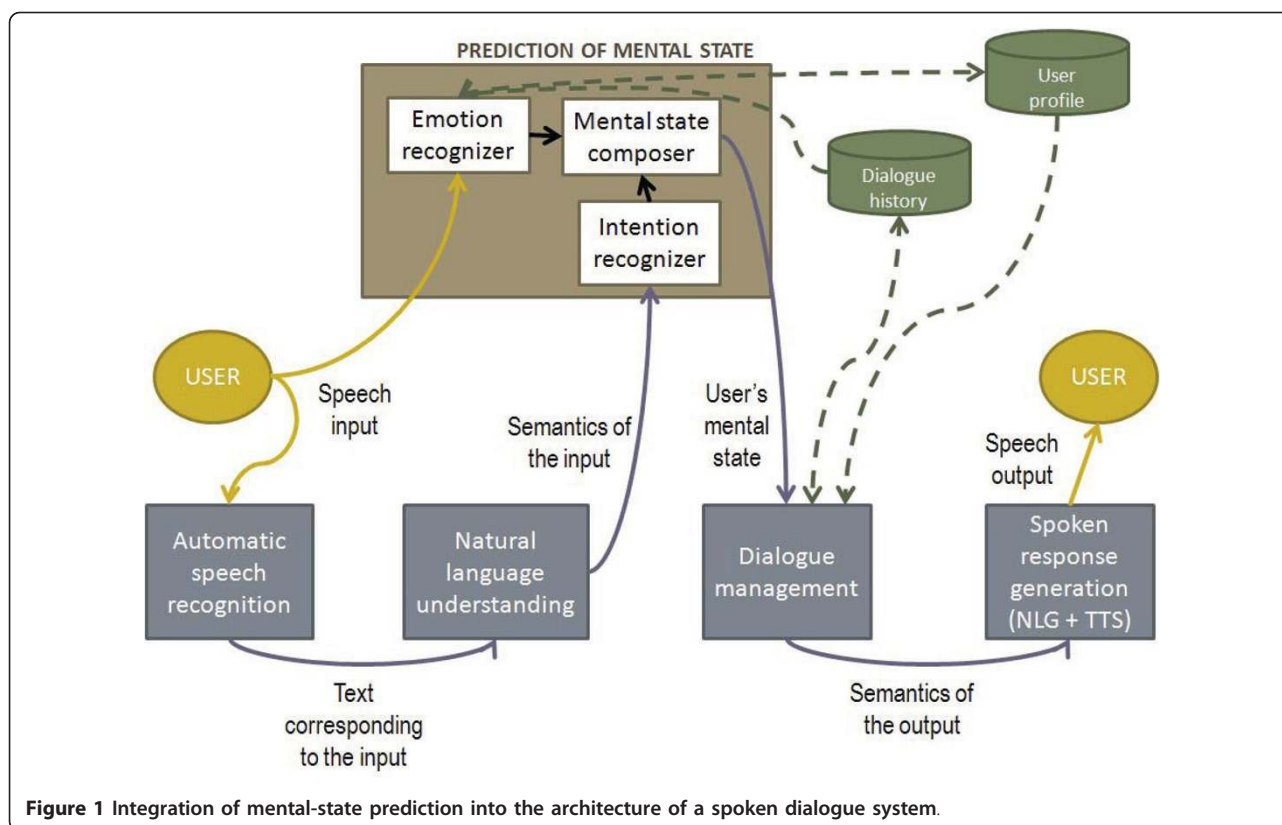 PREDICTION OF MENTAL STATE
User
profile
Emotion
recognizer
Mental state
composer
Dialogue
history
Intention
recognizer
USER
Speech
input
Semantics of
the input
User's
mental
state
USER
Speech
output
Automatic
speech
recognition
Natural
language
understanding
Dialogue
management
Spoken
response
generation
(NLG + TTS)
Text
corresponding
to the input
Semantics of
the output
Figure 1 Integration of mental-state prediction into the architecture of a spoken dialogue system.